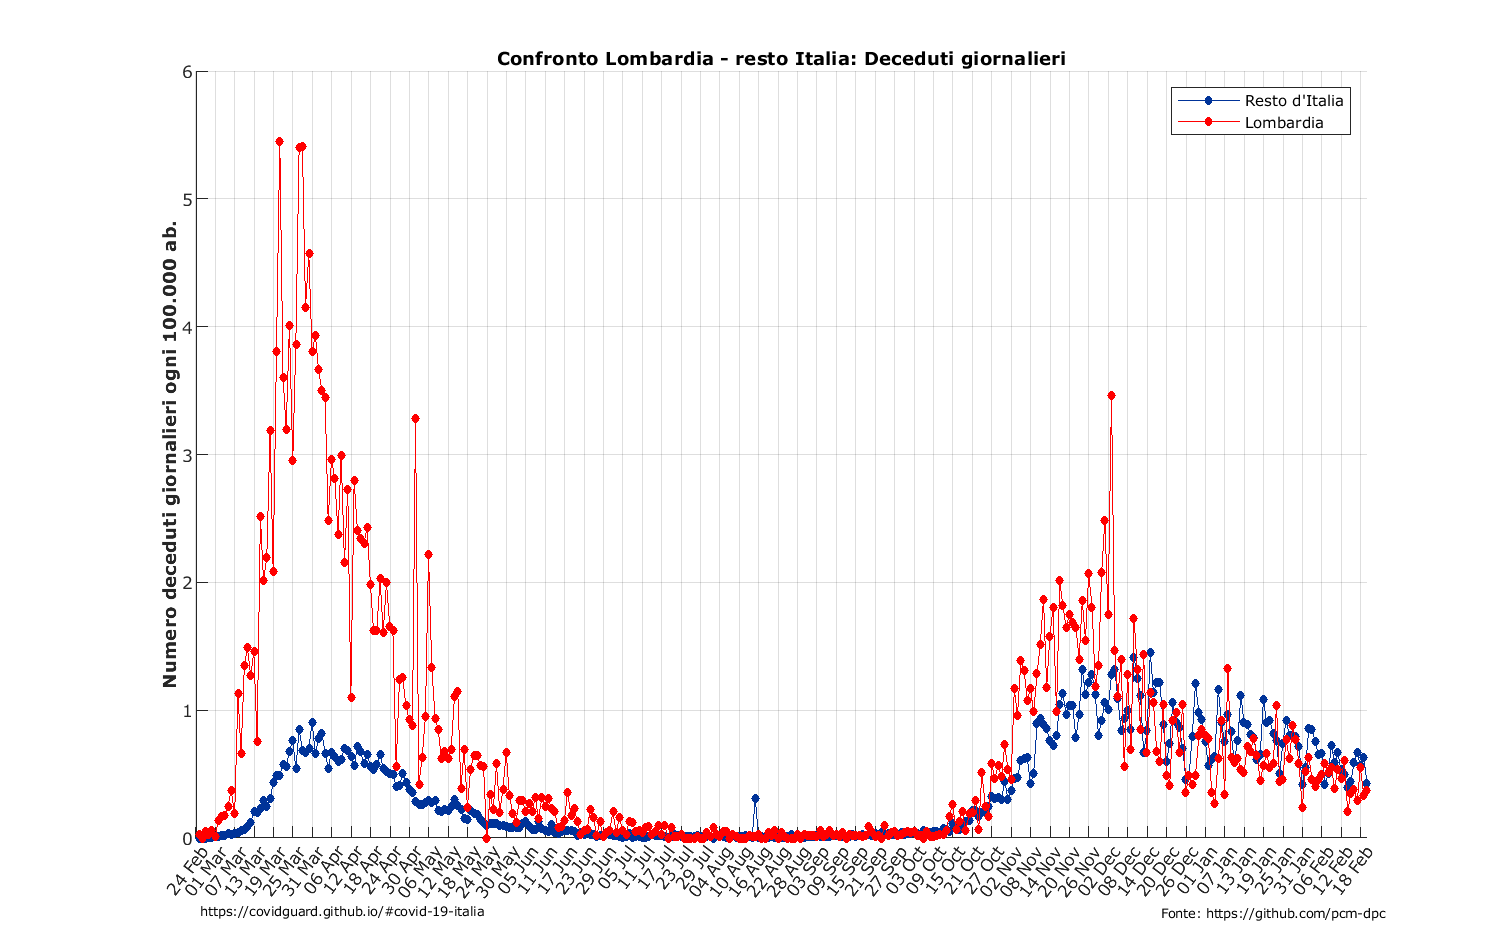 Confronto Lombardia - resto Italia: Deceduti giornalieri
Resto d'Italia
Lombardia
Numero deceduti giornalieri ogni 100.000 ab.
6
5
4
3
2
1
0
24 Feb
01 Mar
07 Mar
13 Mar
19 Mar
25 Mar
31 Mar
06 Apr
12 Apr
18 Apr
24 Apr
30 Apr
06 May
12 May
18 May
24 May
30 May
05 Jun
11 Jun
17 Jun
23 Jun
29 Jun
05 Jul
11 Jul
17 Jul
23 Jul
29 Jul
04 Aug
10 Aug
16 Aug
22 Aug
28 Aug
03 Sep
09 Sep
15 Sep
21 Sep
27 Sep
03 Oct
09 Oct
15 Oct
21 Oct
27 Oct
02 Nov
08 Nov
14 Nov
20 Nov
26 Nov
02 Dec
08 Dec
14 Dec
20 Dec
26 Dec
01 Jan
07 Jan
13 Jan
19 Jan
25 Jan
31 Jan
06 Feb
12 Feb
18 Feb
https://covidguard.github.io/#covid-19-italia
Fonte: https://github.com/pcm-dpc